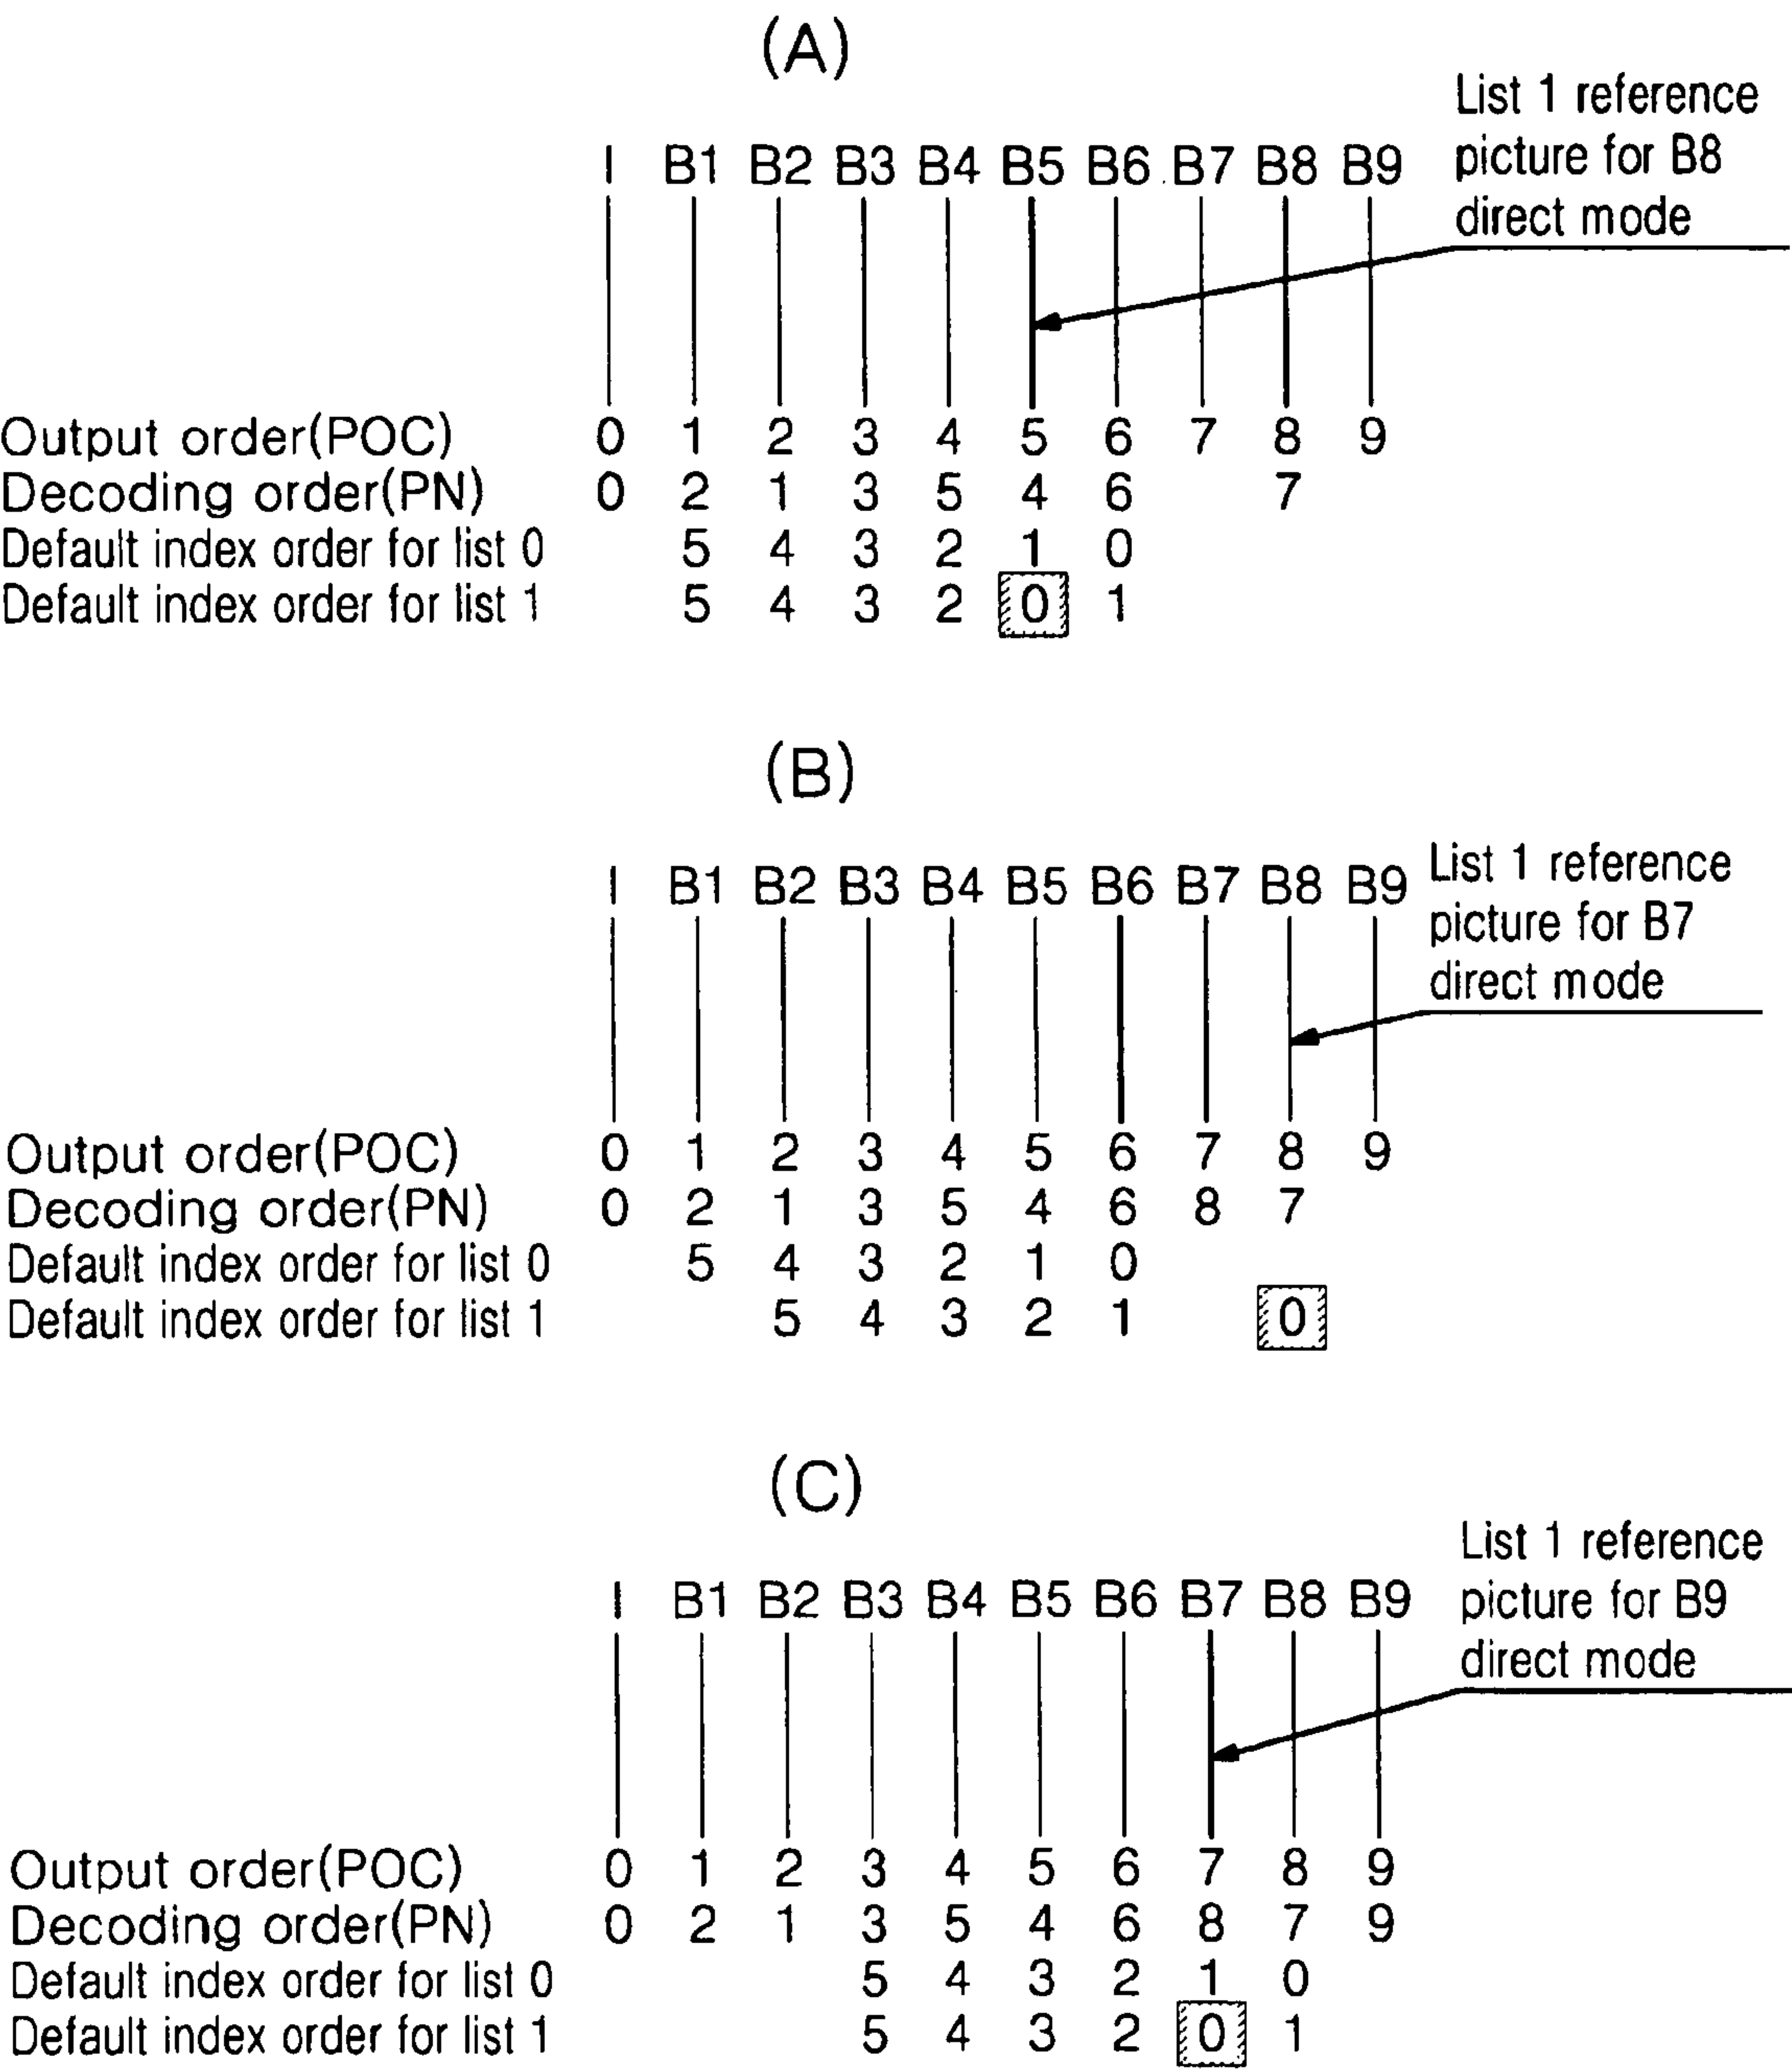 (A)
List 1 reference
picture for B8
direct mode
I B1 B2 B3 B4 B5 B6 B7 B8 B9
Output order(POC) 0 1 2 3 4 5 6 7 8 9
Decoding order(PN) 0 2 1 3 5 4 6 7
Default index order for list 0 5 4 3 2 1 0
Default index order for list 1 5 4 3 2 0 1
(B)
List 1 reference
picture for B7
direct mode
I B1 B2 B3 B4 B5 B6 B7 B8 B9
Output order(POC) 0 1 2 3 4 5 6 7 8 9
Decoding order(PN) 0 2 1 3 5 4 6 8 7
Default index order for list 0 5 4 3 2 1 0
Default index order for list 1 5 4 3 2 1 0
(C)
List 1 reference
picture for B9
direct mode
I B1 B2 B3 B4 B5 B6 B7 B8 B9
Output order(POC) 0 1 2 3 4 5 6 7 8 9
Decoding order(PN) 0 2 1 3 5 4 6 8 7 9
Default index order for list 0 5 4 3 2 1 0
Default index order for list 1 5 4 3 2 0 1